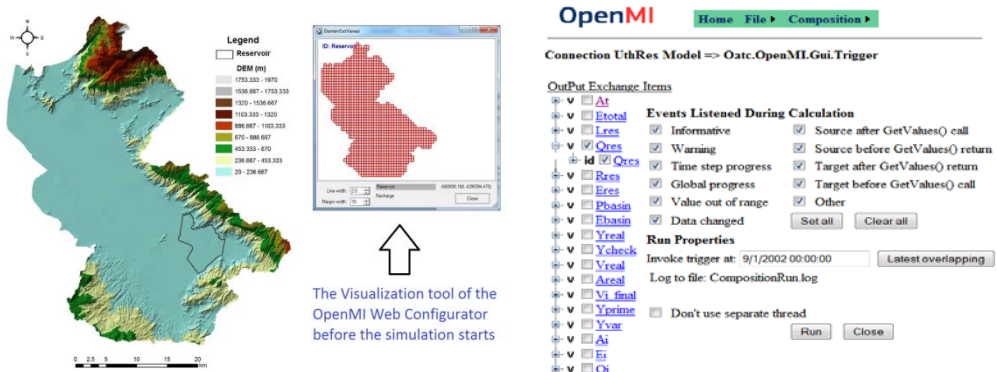 N
W
E
S
Legend
Reservoir
DEM (m)
1753.333 - 1970
1536.667 - 1753.333
1320 - 1536.667
1103.333 - 1320
886.667 - 1103.333
670 - 886.667
453.333 - 670
236.667 - 453.333
20 - 236.667
0 2.5 5 10 15 20
km
ElementSetViewer
ID: Reservoir
Line width: 2.0
Margin width: 10
Reservoir
Recharge
Close
The Visualization tool of the
OpenMI Web Configurator
before the simulation starts
OpenMI
Home File Composition
Connection UthRes Model => Oatc.OpenMI.Gui.Trigger
OutPut Exchange Items
v At
v Etotal
v Lres
v Qres
id Qres
v Rres
v Eres
v Pbasin
v Ebasin
v Yreal
v Ycheck
v Vreal
v Areal
v Vi_final
v Yprime
v Yvar
v Ai
v Ei
v Oi
Events Listened During Calculation
Informative Source after GetValues() call
Warning Source before GetValues() return
Time step progress Target after GetValues() return
Global progress Target before GetValues() call
Value out of range Other
Data changed Set all Clear all
Run Properties
Invoke trigger at: 9/1/2002 00:00:00 Latest overlapping
Log to file: CompositionRun.log
Don't use separate thread
Run Close